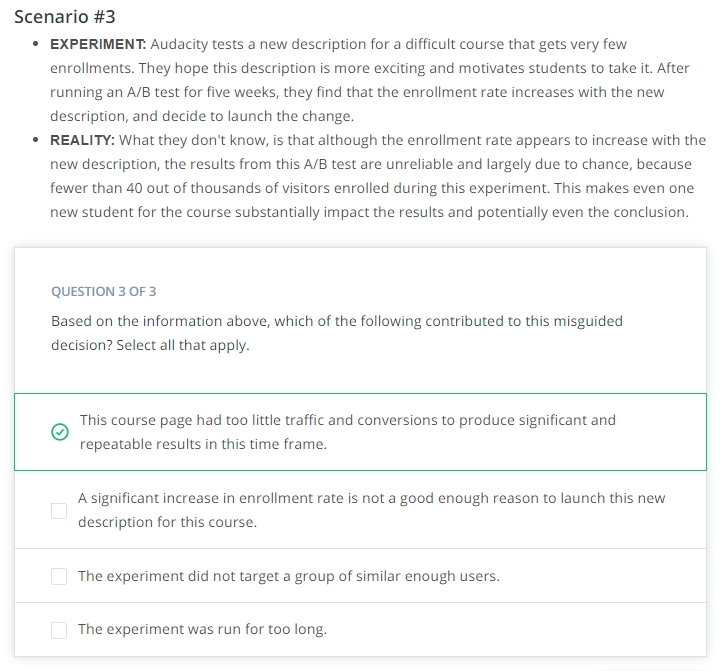 Scenario #3
• EXPERIMENT: Audacity tests a new description for a difficult course that gets very few
enrollments. They hope this description is more exciting and motivates students to take it. After
running an A/B test for five weeks, they find that the enrollment rate increases with the new
description, and decide to launch the change.
• REALITY: What they don't know, is that although the enrollment rate appears to increase with the
new description, the results from this A/B test are unreliable and largely due to chance, because
fewer than 40 out of thousands of visitors enrolled during this experiment. This makes even one
new student for the course substantially impact the results and potentially even the conclusion.
QUESTION 3 OF 3
Based on the information above, which of the following contributed to this misguided
decision? Select all that apply.
This course page had too little traffic and conversions to produce significant and
repeatable results in this time frame.
A significant increase in enrollment rate is not a good enough reason to launch this new
description for this course.
The experiment did not target a group of similar enough users.
The experiment was run for too long.